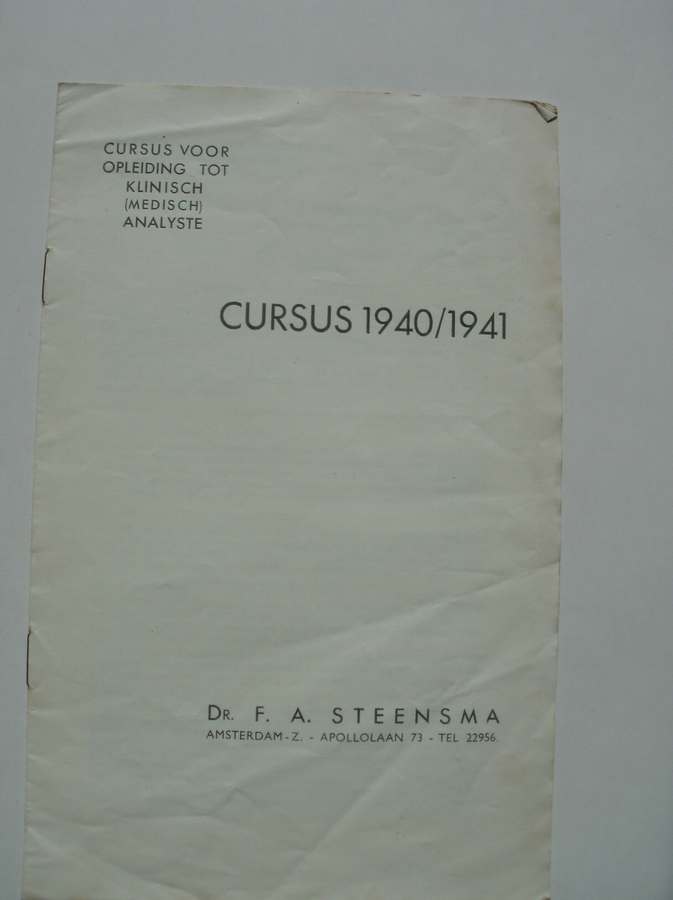 CURSUS VOOR
OPLEIDING TOT
KLINISCH
(MEDISCH)
ANALYSTE
CURSUS 1940/1941
DR. F. A. STEENSMA
AMSTERDAM-Z. - APOLLOLAAN 73 - TEL 22956.